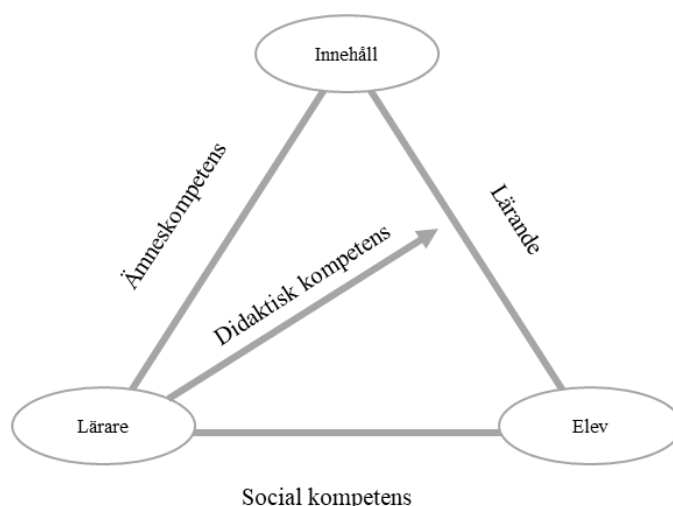 Innehåll
Ämneskompetens
Lärande
Didaktisk kompetens
Lärare
Elev
Social kompetens